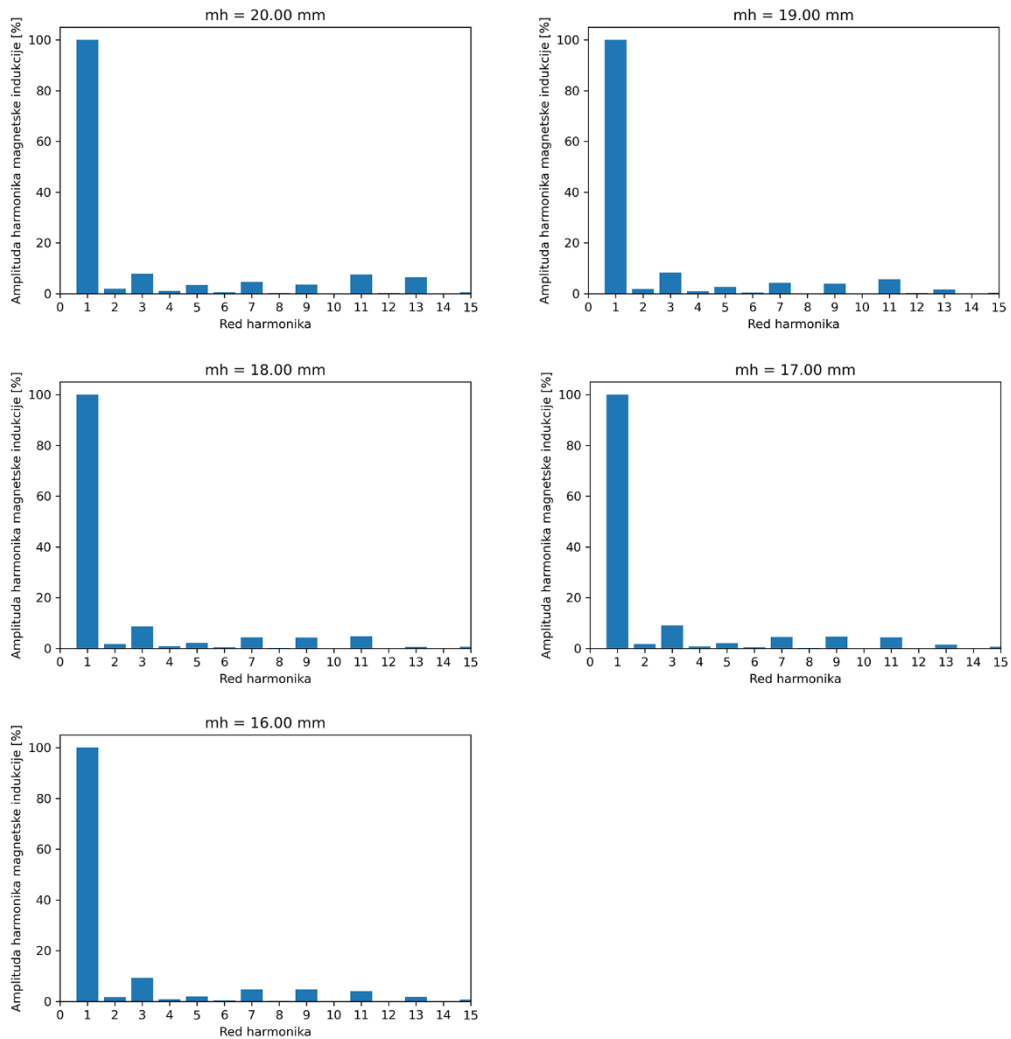 mh = 20.00 mm
Amplituda harmonika magnetske indukcije [%]
100
80
60
40
20
0
0 1 2 3 4 5 6 7 8 9 10 11 12 13 14 15
Red harmonika
mh = 19.00 mm
Amplituda harmonika magnetske indukcije [%]
100
80
60
40
20
0
0 1 2 3 4 5 6 7 8 9 10 11 12 13 14 15
Red harmonika
mh = 18.00 mm
Amplituda harmonika magnetske indukcije [%]
100
80
60
40
20
0
0 1 2 3 4 5 6 7 8 9 10 11 12 13 14 15
Red harmonika
mh = 17.00 mm
Amplituda harmonika magnetske indukcije [%]
100
80
60
40
20
0
0 1 2 3 4 5 6 7 8 9 10 11 12 13 14 15
Red harmonika
mh = 16.00 mm
Amplituda harmonika magnetske indukcije [%]
100
80
60
40
20
0
0 1 2 3 4 5 6 7 8 9 10 11 12 13 14 15
Red harmonika